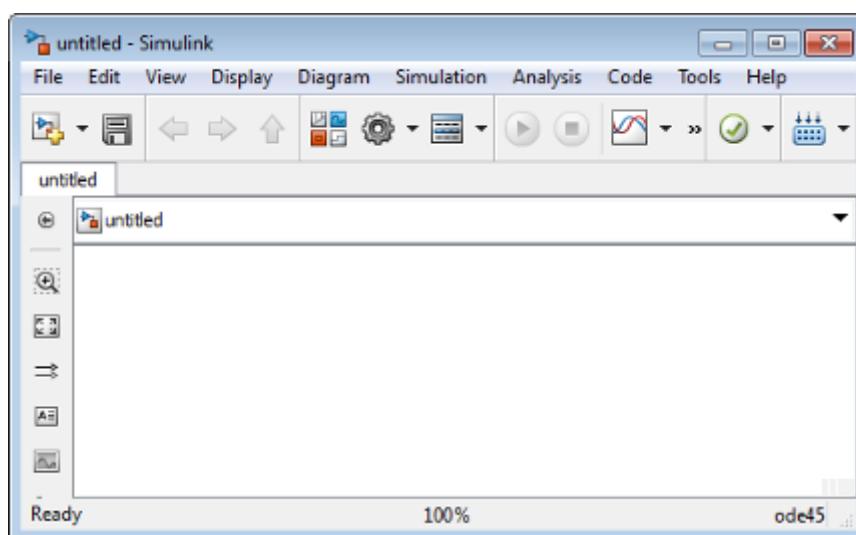 untitled - Simulink
File Edit View Display Diagram Simulation Analysis Code Tools Help
untitled
untitled
Ready 100% ode45